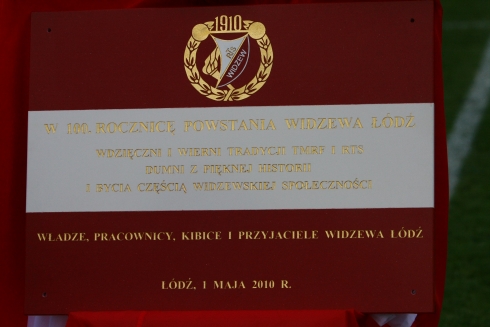 1910
RTS
WIDZEW
W 100. ROCZNICĘ POWSTANIA WIDZEWA ŁÓDŹ
WDZIĘCZNI I WIERNI TRADYCJI TMRF I RTS
DUMNI Z PIĘKNEJ HISTORII
I BYCIA CZĘŚCIĄ WIDZEWSKIEJ SPOŁECZNOŚCI
WŁADZE, PRACOWNICY, KIBICE I PRZYJACIELE WIDZEWA ŁÓDŹ
ŁÓDŹ, 1 MAJA 2010 R.